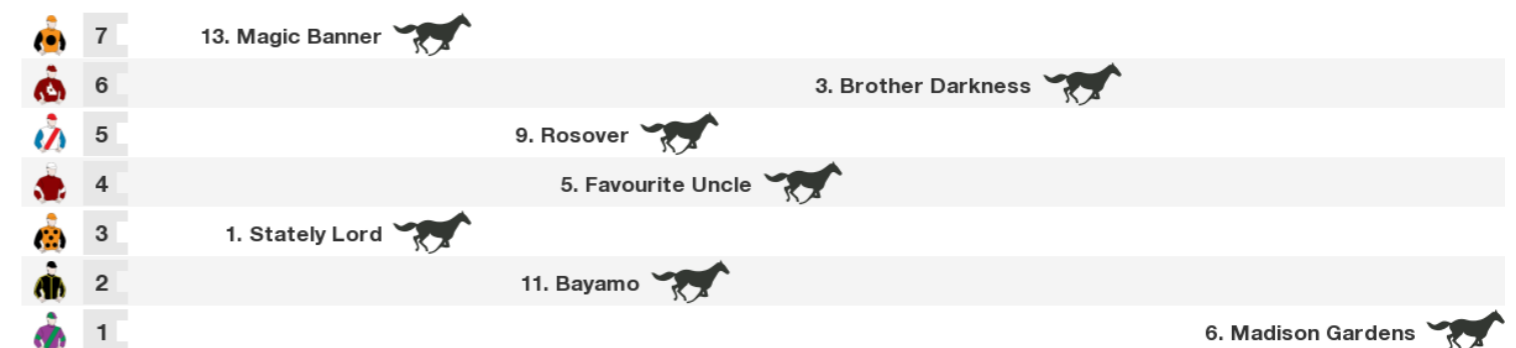 7 13. Magic Banner
6 3. Brother Darkness
5 9. Rosover
4 5. Favourite Uncle
3 1. Stately Lord
2 11. Bayamo
1 6. Madison Gardens